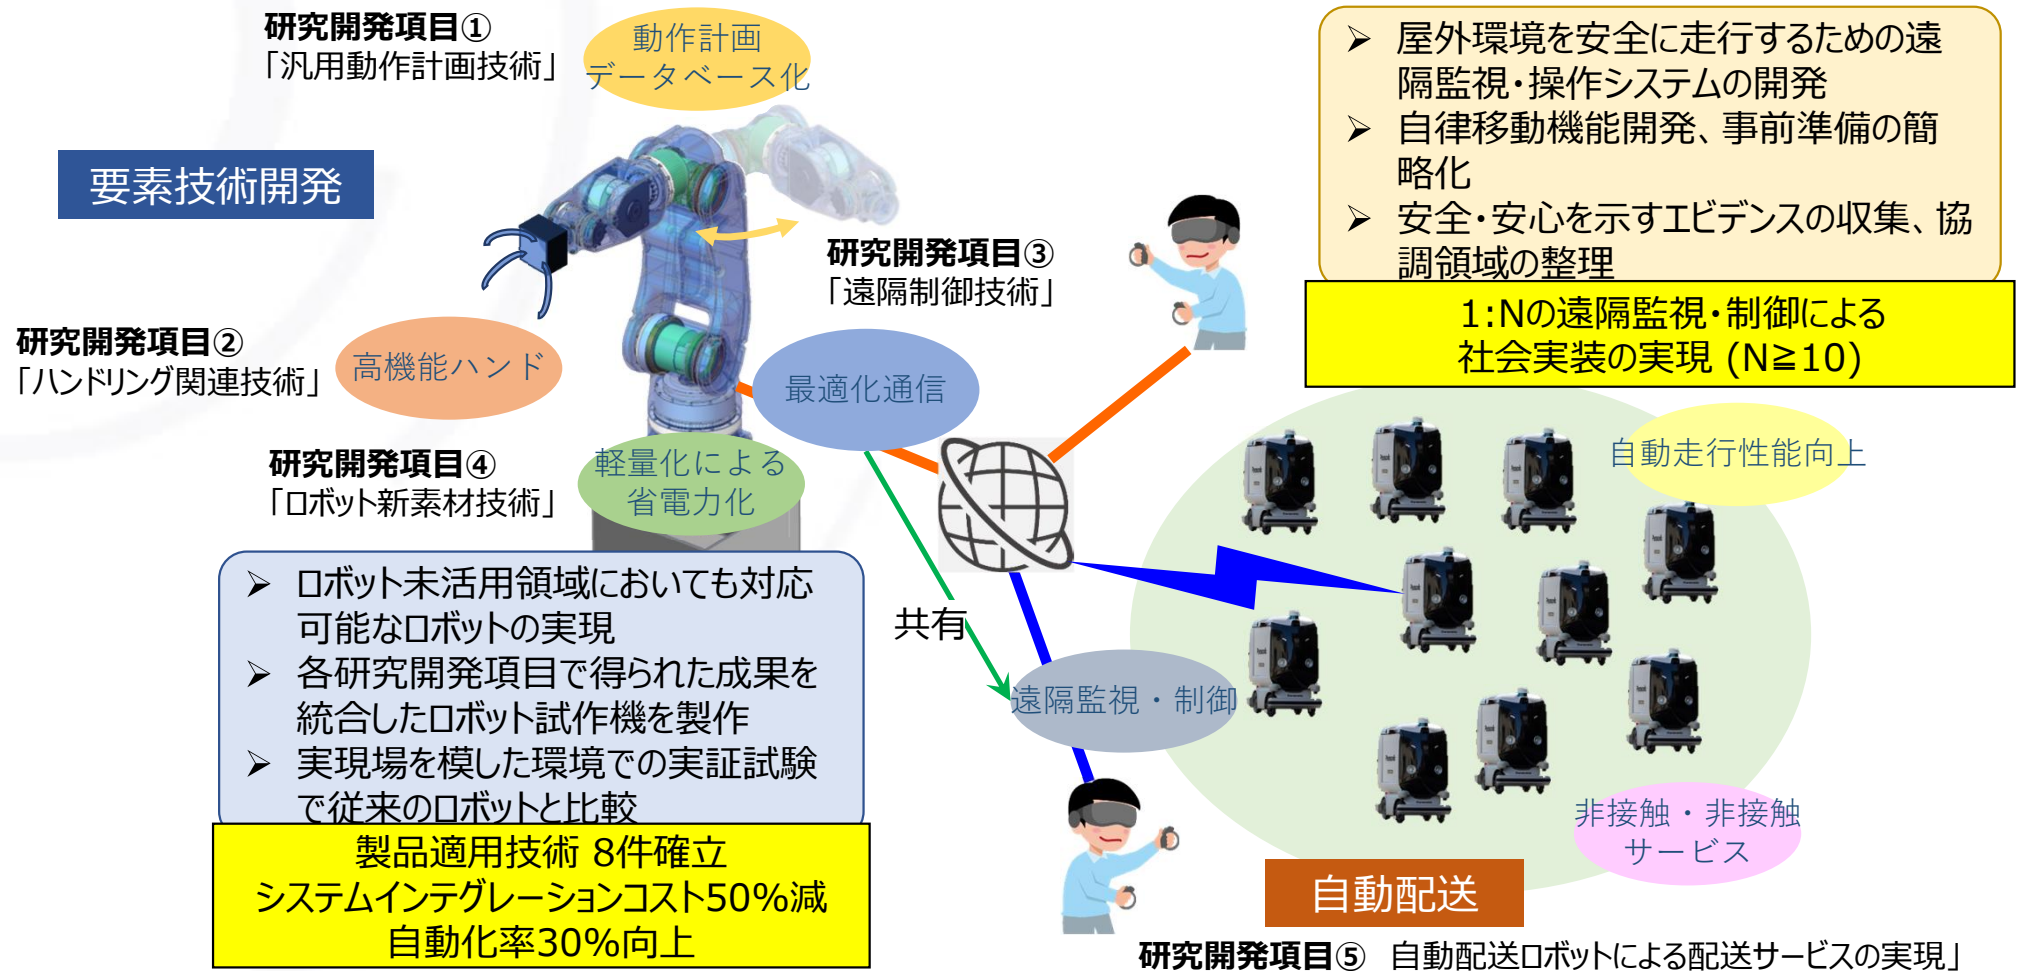 研究開発項目①
「汎用動作計画技術」
動作計画
データベース化
要素技術開発
研究開発項目③
「遠隔制御技術」
研究開発項目②
「ハンドリング関連技術」
高機能ハンド
最適化通信
研究開発項目④
「ロボット新素材技術」
軽量化による
省電力化
➢ ロボット未活用領域においても対応
可能なロボットの実現
➢ 各研究開発項目で得られた成果を
統合したロボット試作機を製作
➢ 実現場を模した環境での実証試験
で従来のロボットと比較
製品適用技術 8件確立
システムインテグレーションコスト50%減
自動化率30%向上
➢ 屋外環境を安全に走行するための遠
隔監視・操作システムの開発
➢ 自律移動機能開発、事前準備の簡
略化
➢ 安全・安心を示すエビデンスの収集、協
調領域の整理
1:Nの遠隔監視・制御による
社会実装の実現 (N≧10)
自動走行性能向上
共有
遠隔監視・制御
非接触・非接触
サービス
自動配送
研究開発項目⑤ 自動配送ロボットによる配送サービスの実現」